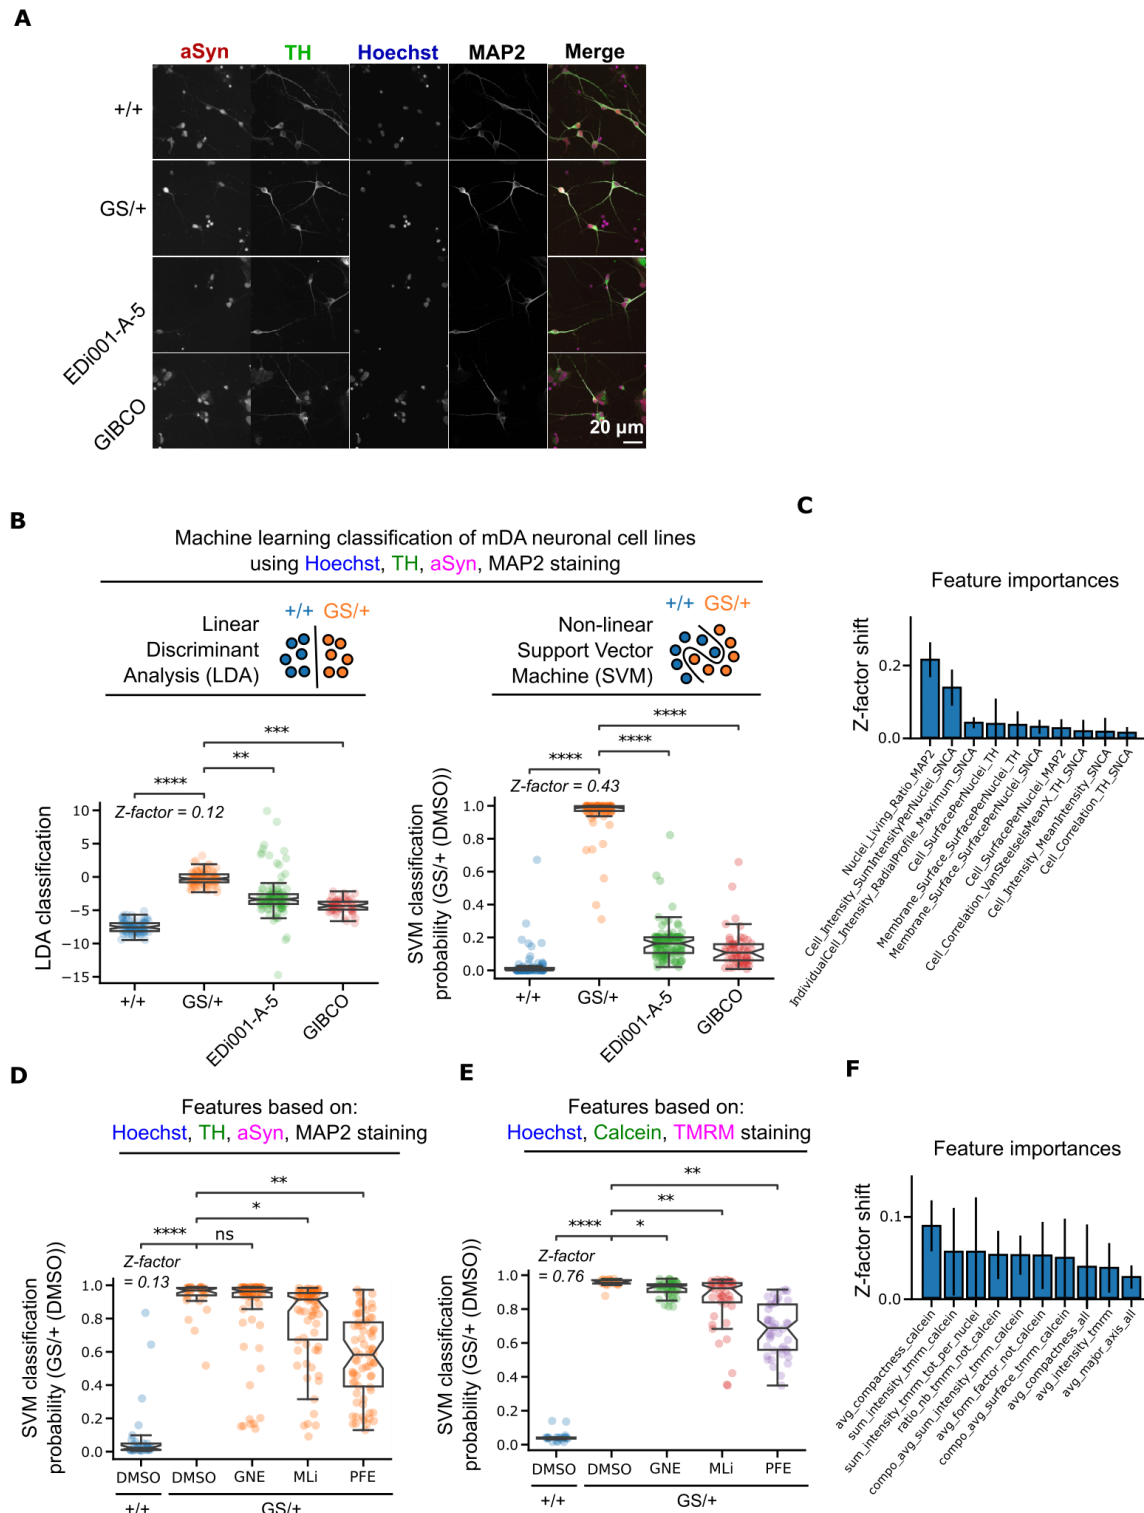 A
aSyn TH Hoechst MAP2 Merge
+/+
GS/+
EDi001-A-5
GIBCO
20 µm
B
Machine learning classification of mDA neuronal cell lines
using Hoechst, TH, aSyn, MAP2 staining
+/+ GS/+
Linear
Discriminant
Analysis (LDA)
+/+ GS/+
Non-linear
Support Vector
Machine (SVM)
LDA classification
10
5
0
−5
−10
−15
Z-factor = 0.12
****
**
***
+/+
GS/+
EDi001-A-5
GIBCO
SVM classification
probability (GS/+ (DMSO))
1.0
0.8
0.6
0.4
0.2
0.0
Z-factor = 0.43
****
****
****
+/+
GS/+
EDi001-A-5
GIBCO
C
Feature importances
Z-factor shift
0.2
0.0
Nuclei_Living_Ratio_MAP2
Cell_Intensity_SumIntensityPerNuclei_SNCA
IndividualCell_Intensity_RadialProfile_Maximum_SNCA
Cell_SurfacePerNuclei_TH
Membrane_Surface_SurfacePerNuclei_TH
Membrane_Surface_SurfacePerNuclei_SNCA
Cell_SurfacePerNuclei_MAP2
Cell_Correlation_VanSteelselsMeanX_TH_SNCA
Cell_Intensity_MeanIntensity_SNCA
Cell_Correlation_TH_SNCA
D
Features based on:
Hoechst, TH, aSyn, MAP2 staining
SVM classification
probability (GS/+ (DMSO))
1.0
0.8
0.6
0.4
0.2
0.0
Z-factor
= 0.13
****
ns
*
**
DMSO DMSO GNE MLi PFE
+/+ GS/+
E
Features based on:
Hoechst, Calcein, TMRM staining
SVM classification
probability (GS/+ (DMSO))
1.0
0.8
0.6
0.4
0.2
0.0
Z-factor
= 0.76
****
*
**
**
DMSO DMSO GNE MLi PFE
+/+ GS/+
F
Feature importances
Z-factor shift
0.1
0.0
avg_compactness_calcein
sum_intensity_tmrm_calcein
sum_intensity_tmrm_tot_per_nuclei
ratio_nb_tmrm_not_calcein
compo_avg_sum_intensity_tmrm_calcein
avg_form_factor_not_calcein
compo_avg_surface_tmrm_calcein
avg_compactness_all
avg_intensity_tmrm
avg_major_axis_all